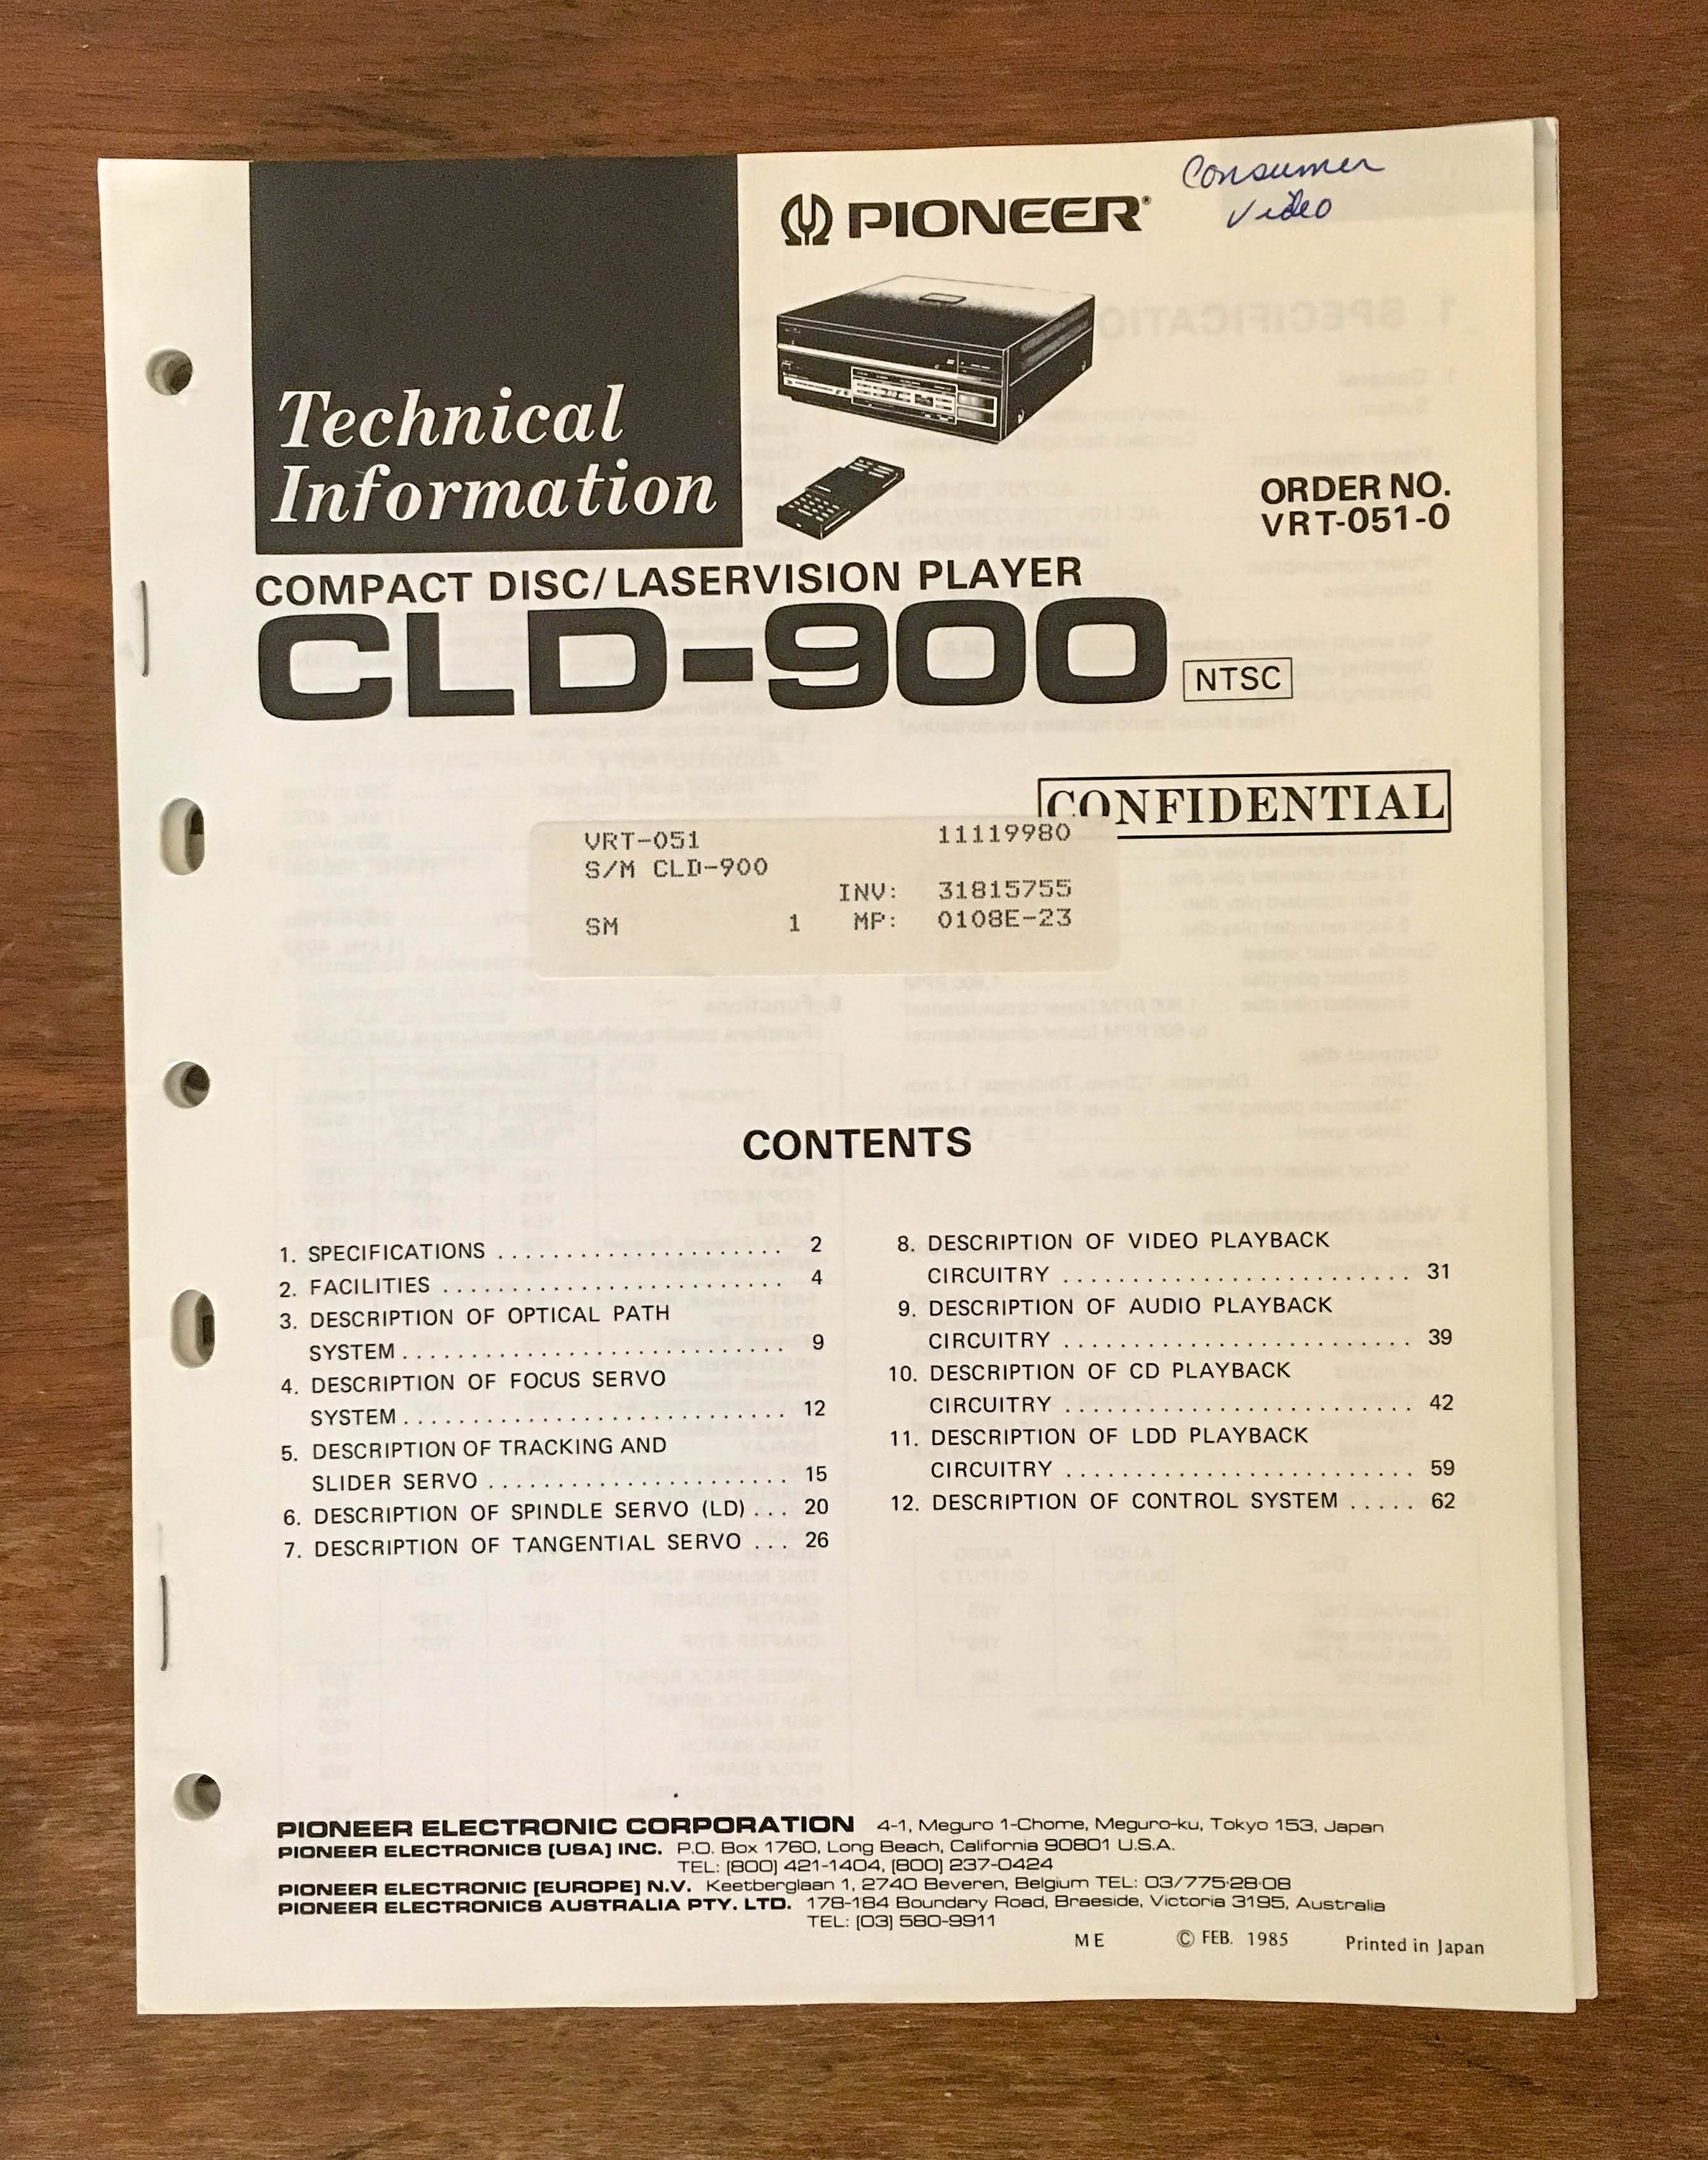 Consumer
Video
PIONEER®
Technical
Information
ORDER NO.
VRT-051-0
COMPACT DISC/LASERVISION PLAYER
CLD-900 NTSC
CONFIDENTIAL
VRT-051 11119980
S/M CLD-900
INV: 31815755
SM 1 MP: 0108E-23
CONTENTS
1. SPECIFICATIONS ...................... 2
2. FACILITIES .......................... 4
3. DESCRIPTION OF OPTICAL PATH
SYSTEM ............................. 9
4. DESCRIPTION OF FOCUS SERVO
SYSTEM ............................. 12
5. DESCRIPTION OF TRACKING AND
SLIDER SERVO ....................... 15
6. DESCRIPTION OF SPINDLE SERVO (LD) ... 20
7. DESCRIPTION OF TANGENTIAL SERVO ... 26
8. DESCRIPTION OF VIDEO PLAYBACK
CIRCUITRY .......................... 31
9. DESCRIPTION OF AUDIO PLAYBACK
CIRCUITRY .......................... 39
10. DESCRIPTION OF CD PLAYBACK
CIRCUITRY .......................... 42
11. DESCRIPTION OF LDD PLAYBACK
CIRCUITRY .......................... 59
12. DESCRIPTION OF CONTROL SYSTEM ..... 62
PIONEER ELECTRONIC CORPORATION 4-1, Meguro 1-Chome, Meguro-ku, Tokyo 153, Japan
PIONEER ELECTRONICS [USA] INC. P.O. Box 1760, Long Beach, California 90801 U.S.A.
TEL: [800] 421-1404, [800] 237-0424
PIONEER ELECTRONIC [EUROPE] N.V. Keetberglaan 1, 2740 Beveren, Belgium TEL: 03/775·28·08
PIONEER ELECTRONICS AUSTRALIA PTY. LTD. 178-184 Boundary Road, Braeside, Victoria 3195, Australia
TEL: [03] 580-9911
ME © FEB. 1985 Printed in Japan